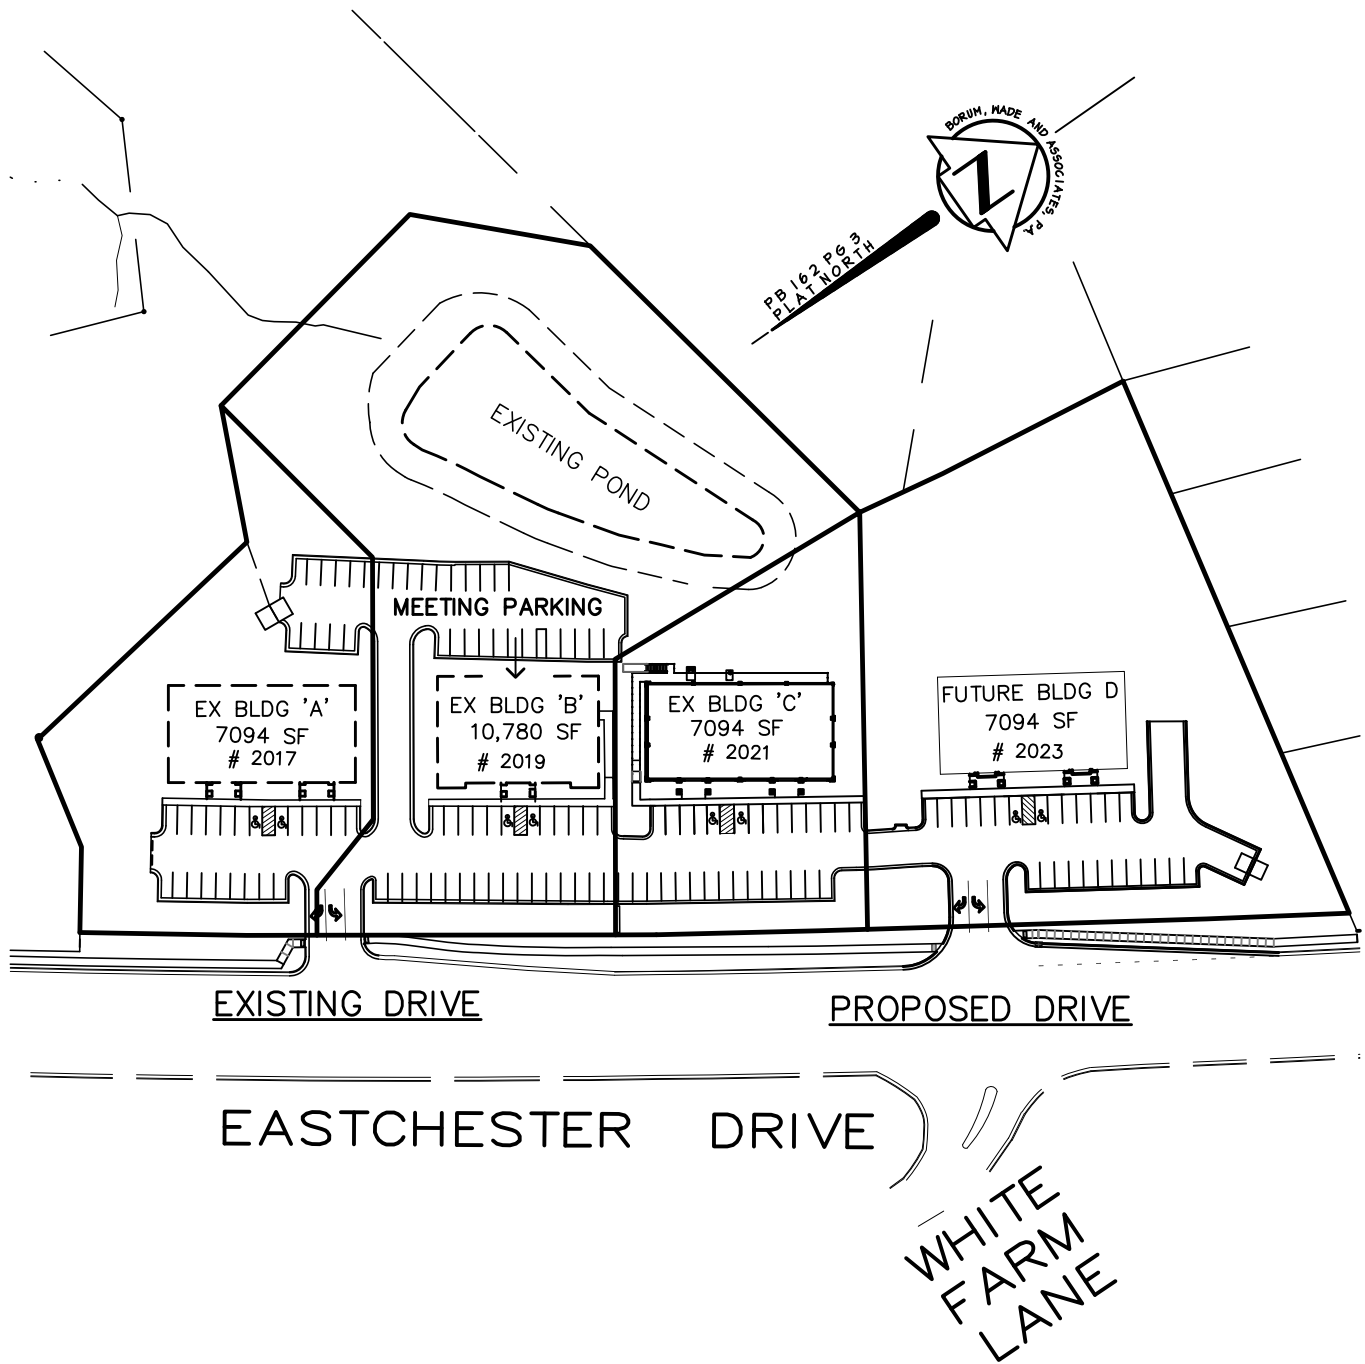 BORUM, WADE AND ASSOCIATES, P.A.
PB 162 PG 3
PLAT NORTH
EXISTING POND
MEETING PARKING
EX BLDG 'A'
7094 SF
# 2017
EX BLDG 'B'
10,780 SF
# 2019
EX BLDG 'C'
7094 SF
# 2021
FUTURE BLDG D
7094 SF
# 2023
EXISTING DRIVE
PROPOSED DRIVE
EASTCHESTER DRIVE
WHITE
FARM
LANE